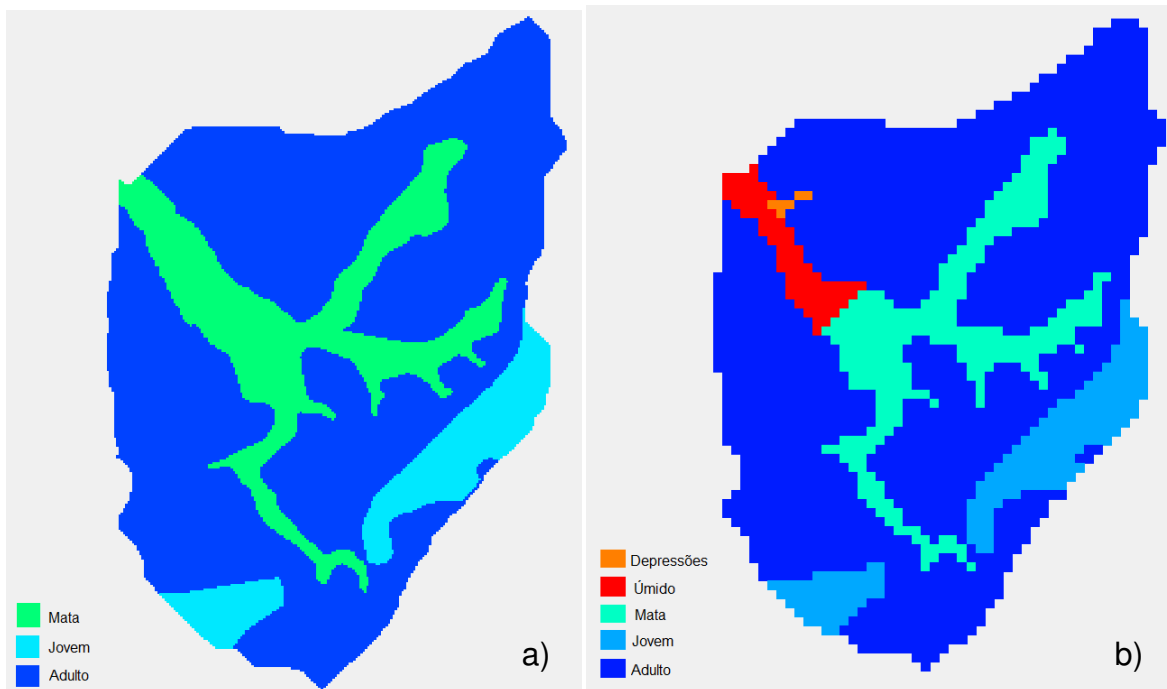 Mata
Jovem
Adulto
a)
Depressões
Úmido
Mata
Jovem
Adulto
b)